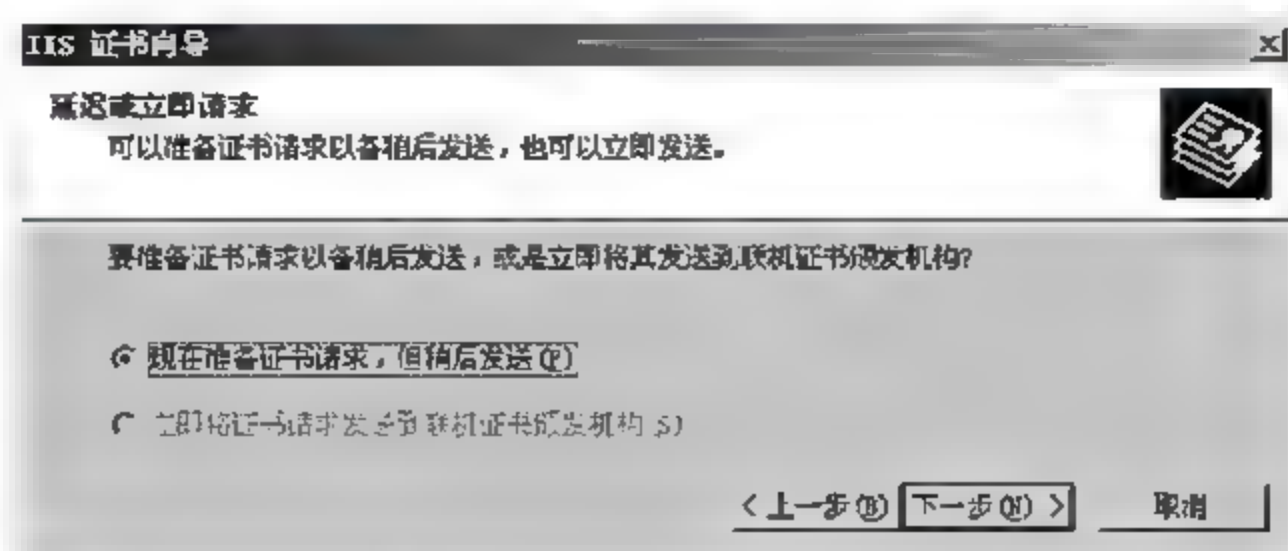 IIS 证书向导
延迟或立即请求
可以准备证书请求以备稍后发送，也可以立即发送。
要准备证书请求以备稍后发送，或是立即将其发送到联机证书颁发机构?
现在准备证书请求，但稍后发送(P)
立即将证书请求发送到联机证书颁发机构(S)
< 上一步(B) 下一步(N) > 取消